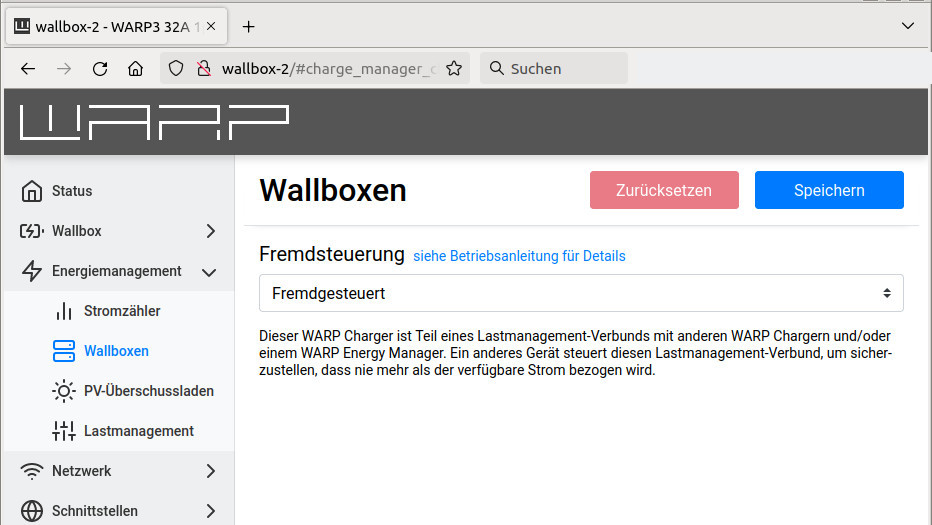 wallbox-2 - WARP3 32A
wallbox-2/#charge_manager_
Suchen
WARP
Status
Wallbox
Energiemanagement
Stromzähler
Wallboxen
PV-Überschussladen
Lastmanagement
Netzwerk
Schnittstellen
Wallboxen
Zurücksetzen
Speichern
Fremdsteuerung siehe Betriebsanleitung für Details
Fremdgesteuert
Dieser WARP Charger ist Teil eines Lastmanagement-Verbunds mit anderen WARP Chargern und/oder
einem WARP Energy Manager. Ein anderes Gerät steuert diesen Lastmanagement-Verbund, um sicher-
zustellen, dass nie mehr als der verfügbare Strom bezogen wird.